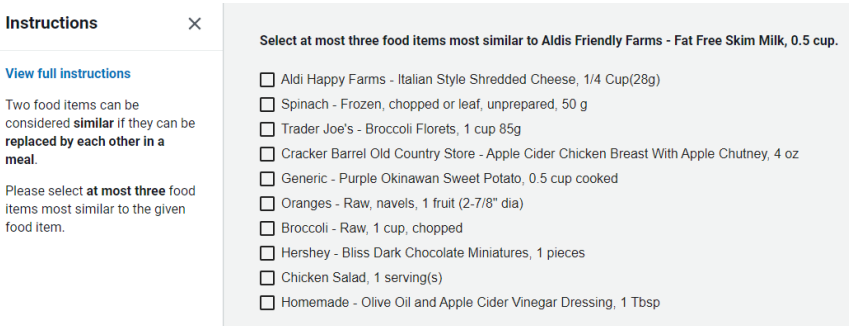 Instructions
View full instructions
Two food items can be
considered similar if they can be
replaced by each other in a
meal.
Please select at most three food
items most similar to the given
food item.
Select at most three food items most similar to Aldis Friendly Farms - Fat Free Skim Milk, 0.5 cup.
Aldi Happy Farms - Italian Style Shredded Cheese, 1/4 Cup(28g)
Spinach - Frozen, chopped or leaf, unprepared, 50 g
Trader Joe's - Broccoli Florets, 1 cup 85g
Cracker Barrel Old Country Store - Apple Cider Chicken Breast With Apple Chutney, 4 oz
Generic - Purple Okinawan Sweet Potato, 0.5 cup cooked
Oranges - Raw, navels, 1 fruit (2-7/8" dia)
Broccoli - Raw, 1 cup, chopped
Hershey - Bliss Dark Chocolate Miniatures, 1 pieces
Chicken Salad, 1 serving(s)
Homemade - Olive Oil and Apple Cider Vinegar Dressing, 1 Tbsp